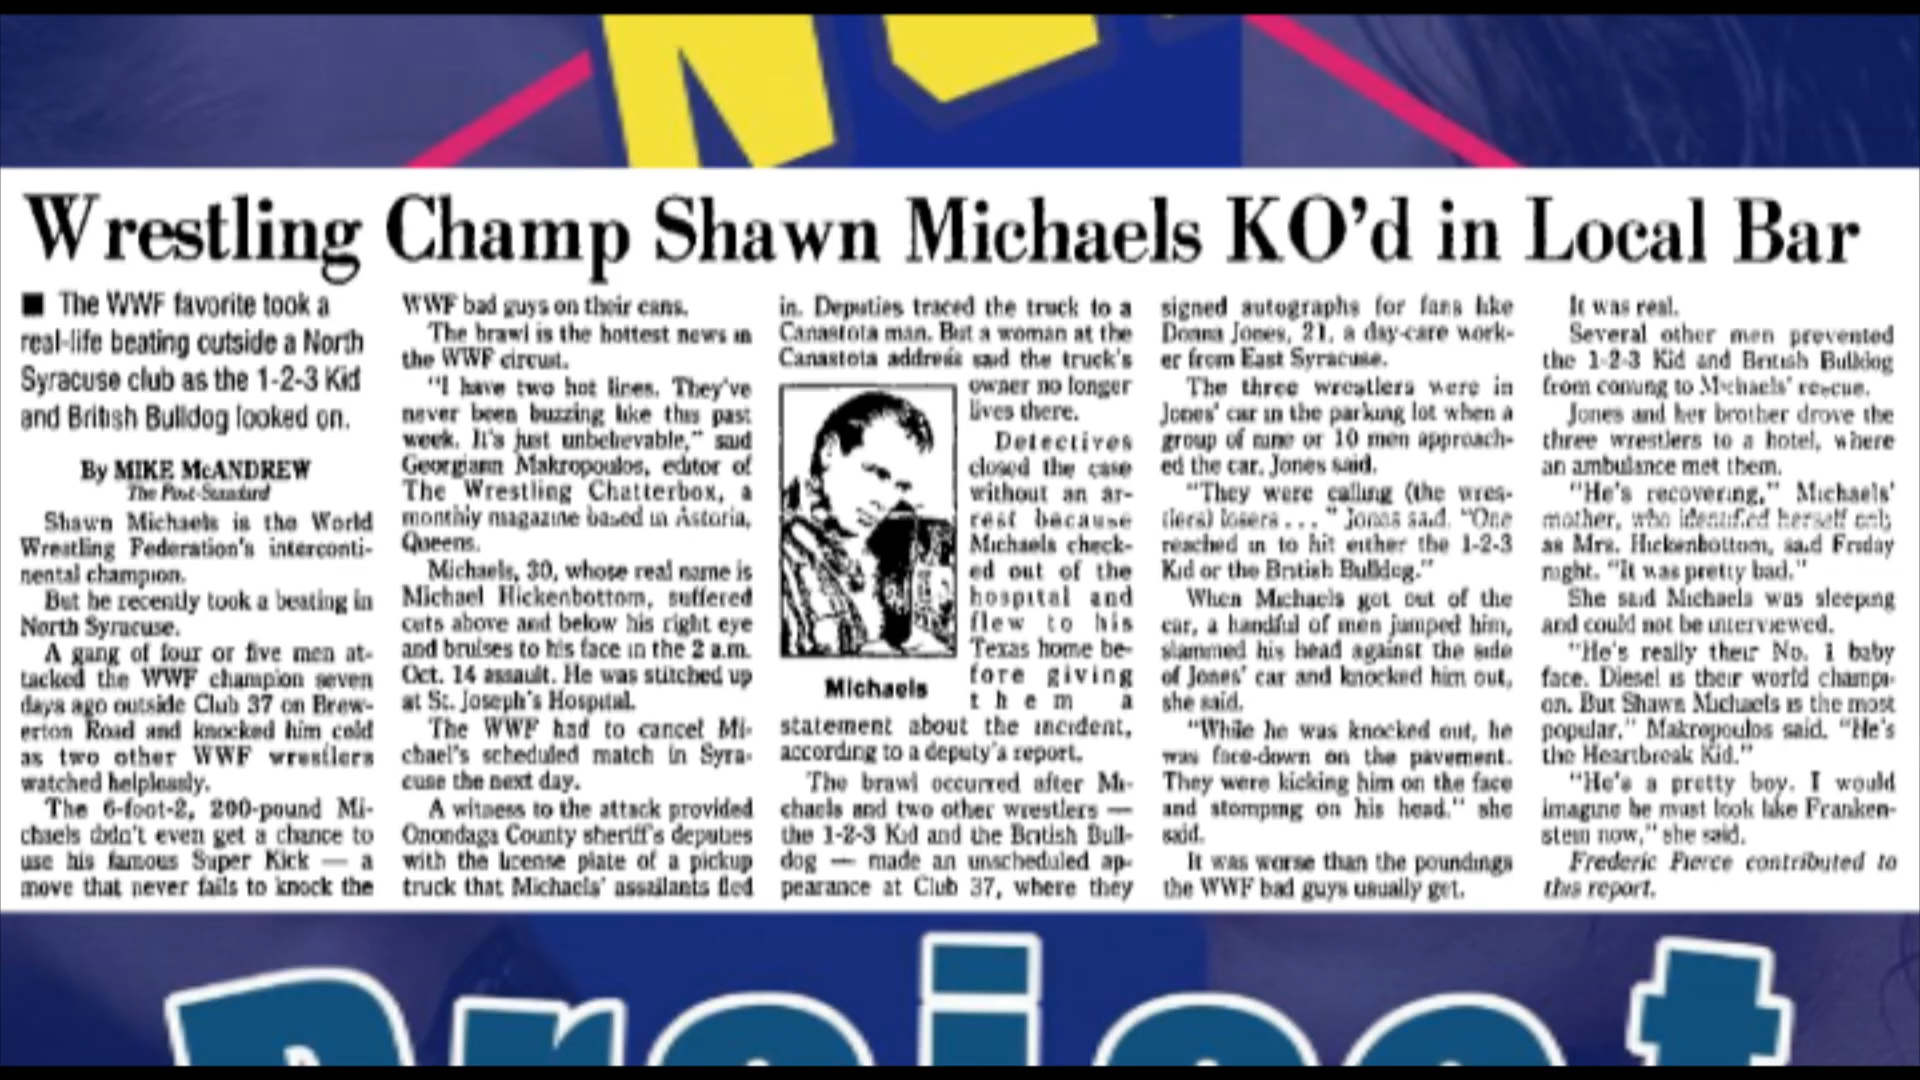 Wrestling Champ Shawn Michaels KO'd in Local Bar
■ The WWF favorite took a
real-life beating outside a North
Syracuse club as the 1-2-3 Kid
and British Bulldog looked on.
By MIKE McANDREW
The Post-Standard
Shawn Michaels is the World
Wrestling Federation's interconti-
nental champion.
But he recently took a beating in
North Syracuse.
A gang of four or five men at-
tacked the WWF champion seven
days ago outside Club 37 on Brew-
erton Road and knocked him cold
as two other WWF wrestlers
watched helplessly.
The 6-foot-2, 200-pound Mi-
chaels didn't even get a chance to
use his famous Super Kick — a
move that never fails to knock the
WWF bad guys on their cans.
The brawl is the hottest news in
the WWF circuit.
"I have two hot lines. They've
never been buzzing like this past
week. It's just unbelievable," said
Georgiann Makropoulos, editor of
The Wrestling Chatterbox, a
monthly magazine based in Astoria,
Queens.
Michaels, 30, whose real name is
Michael Hickenbottom, suffered
cuts above and below his right eye
and bruises to his face in the 2 a.m.
Oct. 14 assault. He was stitched up
at St. Joseph's Hospital.
The WWF had to cancel Mi-
chael's scheduled match in Syra-
cuse the next day.
A witness to the attack provided
Onondaga County sheriff's deputies
with the license plate of a pickup
truck that Michaels' assailants fled
in. Deputies traced the truck to a
Canastota man. But a woman at the
Canastota address said the truck's
owner no longer
lives there.
Detectives
closed the case
without an ar-
rest because
Michaels check-
ed out of the
hospital and
flew to his
Texas home be-
fore giving
them a
Michaels
statement about the incident,
according to a deputy's report.
The brawl occurred after Mi-
chaels and two other wrestlers —
the 1-2-3 Kid and the British Bull-
dog — made an unscheduled ap-
pearance at Club 37, where they
signed autographs for fans like
Donna Jones, 21, a day-care work-
er from East Syracuse.
The three wrestlers were in
Jones' car in the parking lot when a
group of nine or 10 men approach-
ed the car, Jones said.
"They were calling (the wres-
tlers) losers . . . " Jones said. "One
reached in to hit either the 1-2-3
Kid or the British Bulldog."
When Michaels got out of the
car, a handful of men jumped him,
slammed his head against the side
of Jones' car and knocked him out,
she said.
"While he was knocked out, he
was face-down on the pavement.
They were kicking him on the face
and stomping on his head." she
said.
It was worse than the poundings
the WWF bad guys usually get.
It was real.
Several other men prevented
the 1-2-3 Kid and British Bulldog
from coming to Michaels' rescue.
Jones and her brother drove the
three wrestlers to a hotel, where
an ambulance met them.
"He's recovering," Michaels'
mother, who identified herself only
as Mrs. Hickenbottom, said Friday
night. "It was pretty bad."
She said Michaels was sleeping
and could not be interviewed.
"He's really their No. 1 baby
face. Diesel is their world champi-
on. But Shawn Michaels is the most
popular," Makropoulos said. "He's
the Heartbreak Kid."
"He's a pretty boy. I would
imagine he must look like Franken-
stein now," she said.
Frederic Pierce contributed to
this report.
Project